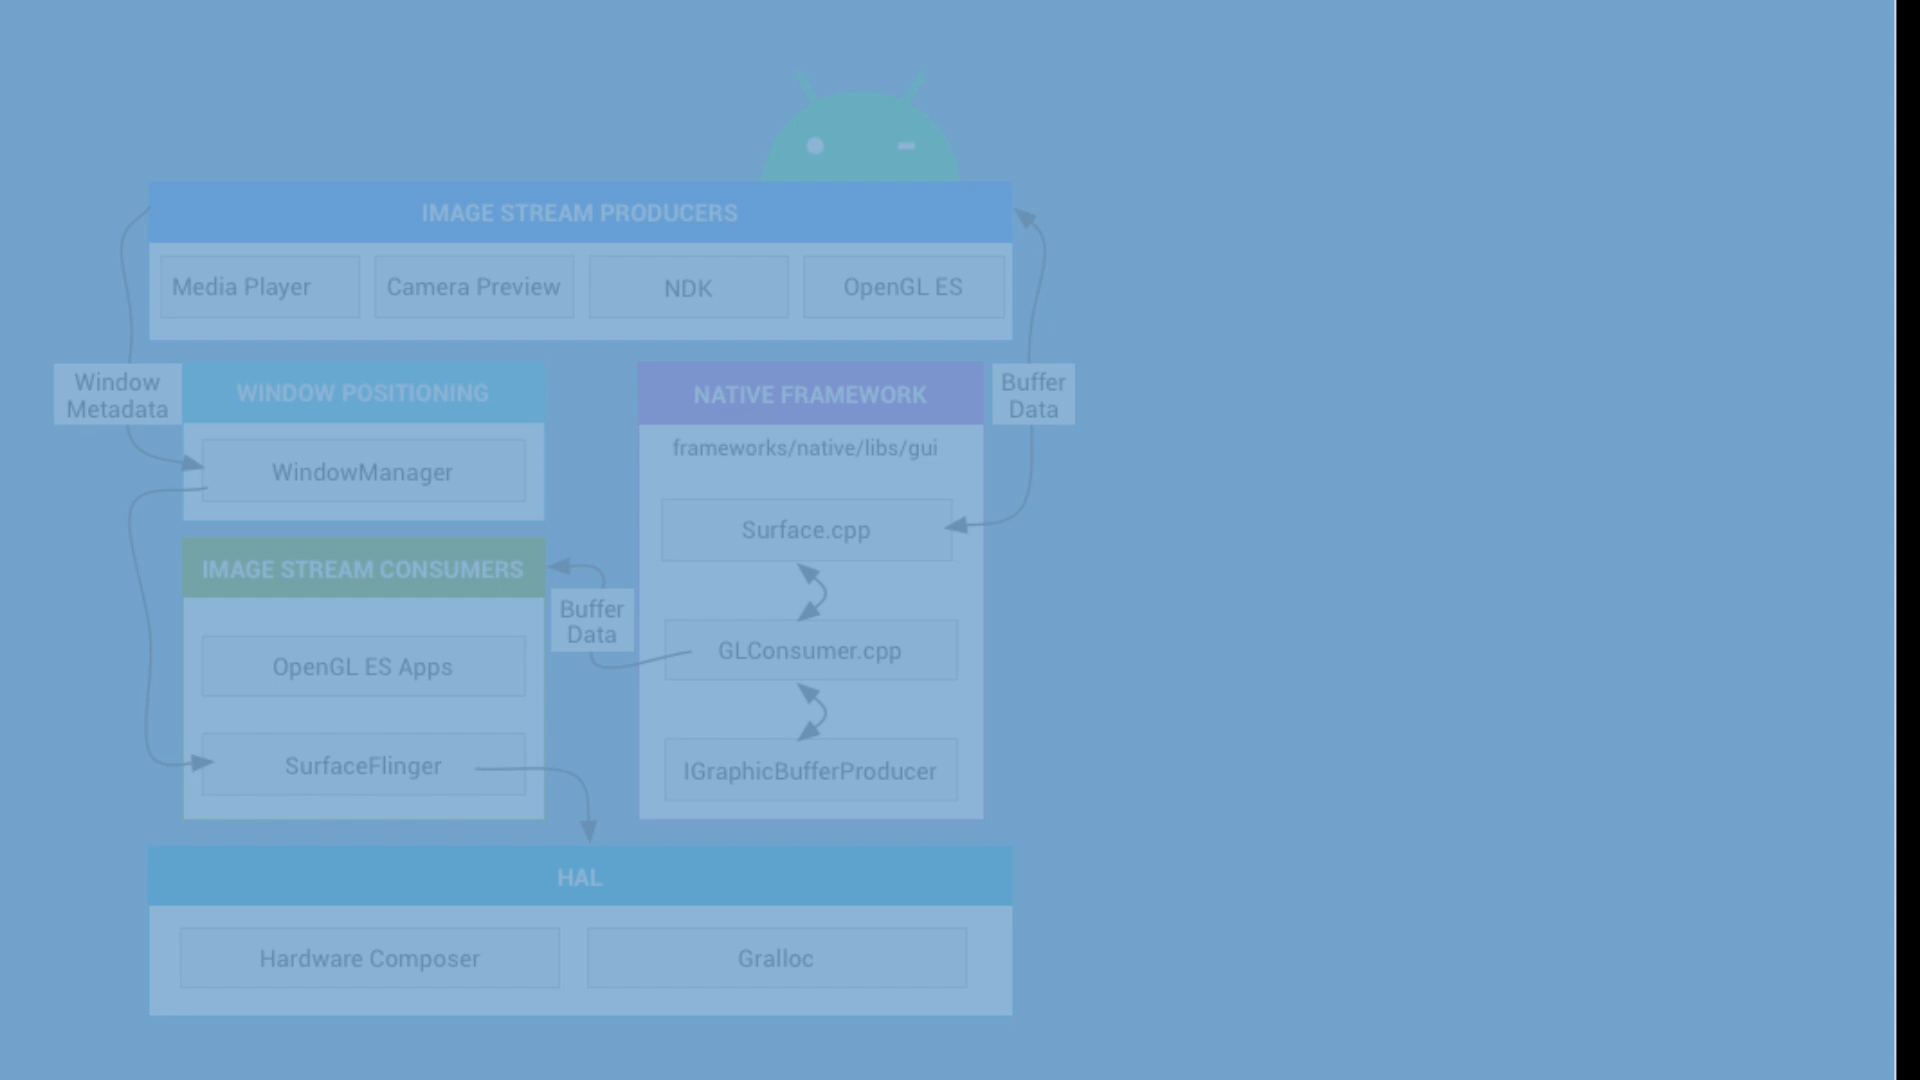 IMAGE STREAM PRODUCERS
Media Player
Camera Preview
NDK
OpenGL ES
Window
Metadata
WINDOW POSITIONING
WindowManager
NATIVE FRAMEWORK
frameworks/native/libs/gui
Buffer
Data
Surface.cpp
IMAGE STREAM CONSUMERS
Buffer
Data
GLConsumer.cpp
OpenGL ES Apps
SurfaceFlinger
IGraphicBufferProducer
HAL
Hardware Composer
Gralloc